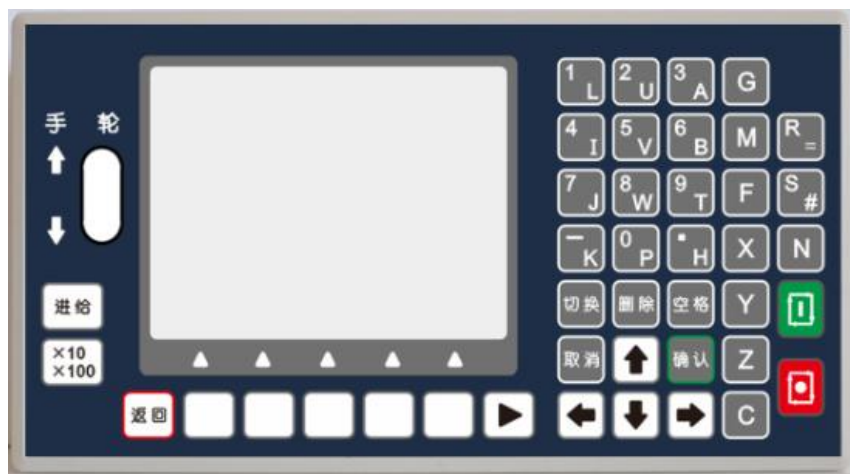 手 轮
进给
×10
×100
返回
1 L 2 U 3 A G
4 I 5 V 6 B M R =
7 J 8 W 9 T F S #
− K 0 P . H X N
切换 删除 空格 Y
取消 确认 Z
C